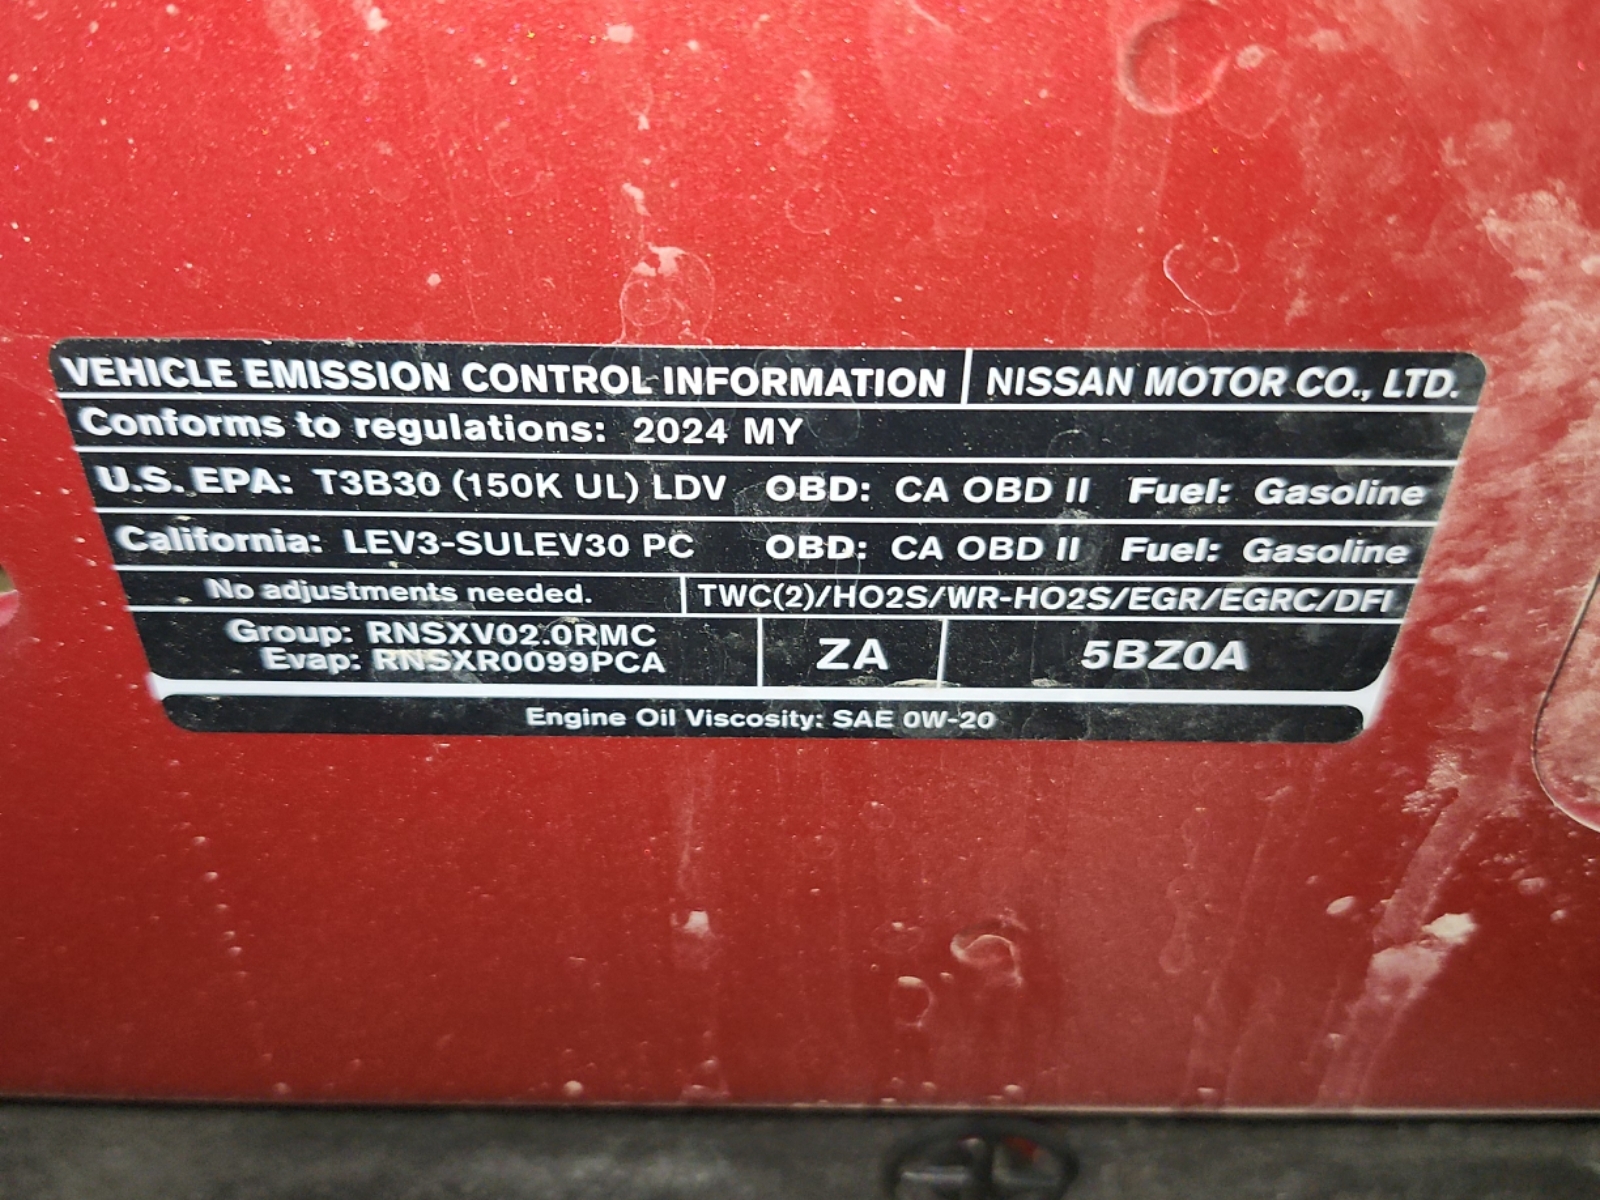 VEHICLE EMISSION CONTROL INFORMATION NISSAN MOTOR CO., LTD.
Conforms to regulations: 2024 MY
U.S. EPA: T3B30 (150K UL) LDV OBD: CA OBD II Fuel: Gasoline
California: LEV3-SULEV30 PC OBD: CA OBD II Fuel: Gasoline
No adjustments needed. TWC(2)/HO2S/WR-HO2S/EGR/EGRC/DFI
Group: RNSXV02.0RMC
Evap: RNSXR0099PCA
ZA
5BZ0A
Engine Oil Viscosity: SAE 0W-20